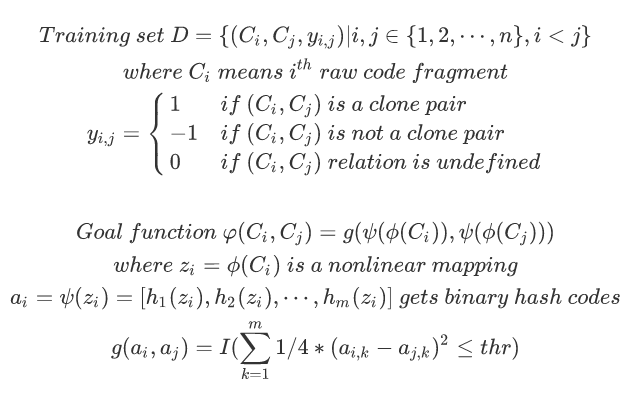 Training set D = {(C_i, C_j, y_{i,j})|i, j ∈ {1, 2, ⋯, n}, i < j}
where C_i means i^{th} raw code fragment
y_{i,j} = { 1 if (C_i, C_j) is a clone pair
−1 if (C_i, C_j) is not a clone pair
0 if (C_i, C_j) relation is undefined
Goal function φ(C_i, C_j) = g(ψ(ϕ(C_i)), ψ(ϕ(C_j)))
where z_i = ϕ(C_i) is a nonlinear mapping
a_i = ψ(z_i) = [h_1(z_i), h_2(z_i), ⋯, h_m(z_i)] gets binary hash codes
g(a_i, a_j) = I(∑_{k=1}^{m} 1/4 ∗ (a_{i,k} − a_{j,k})^2 ≤ thr)